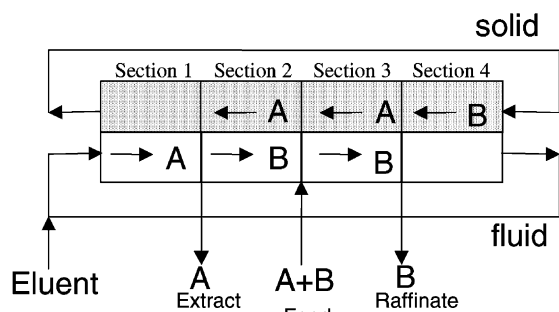 solid
Section 1 Section 2 Section 3 Section 4
A A B
A B B
fluid
Eluent
A A+B B
Extract Raffinate